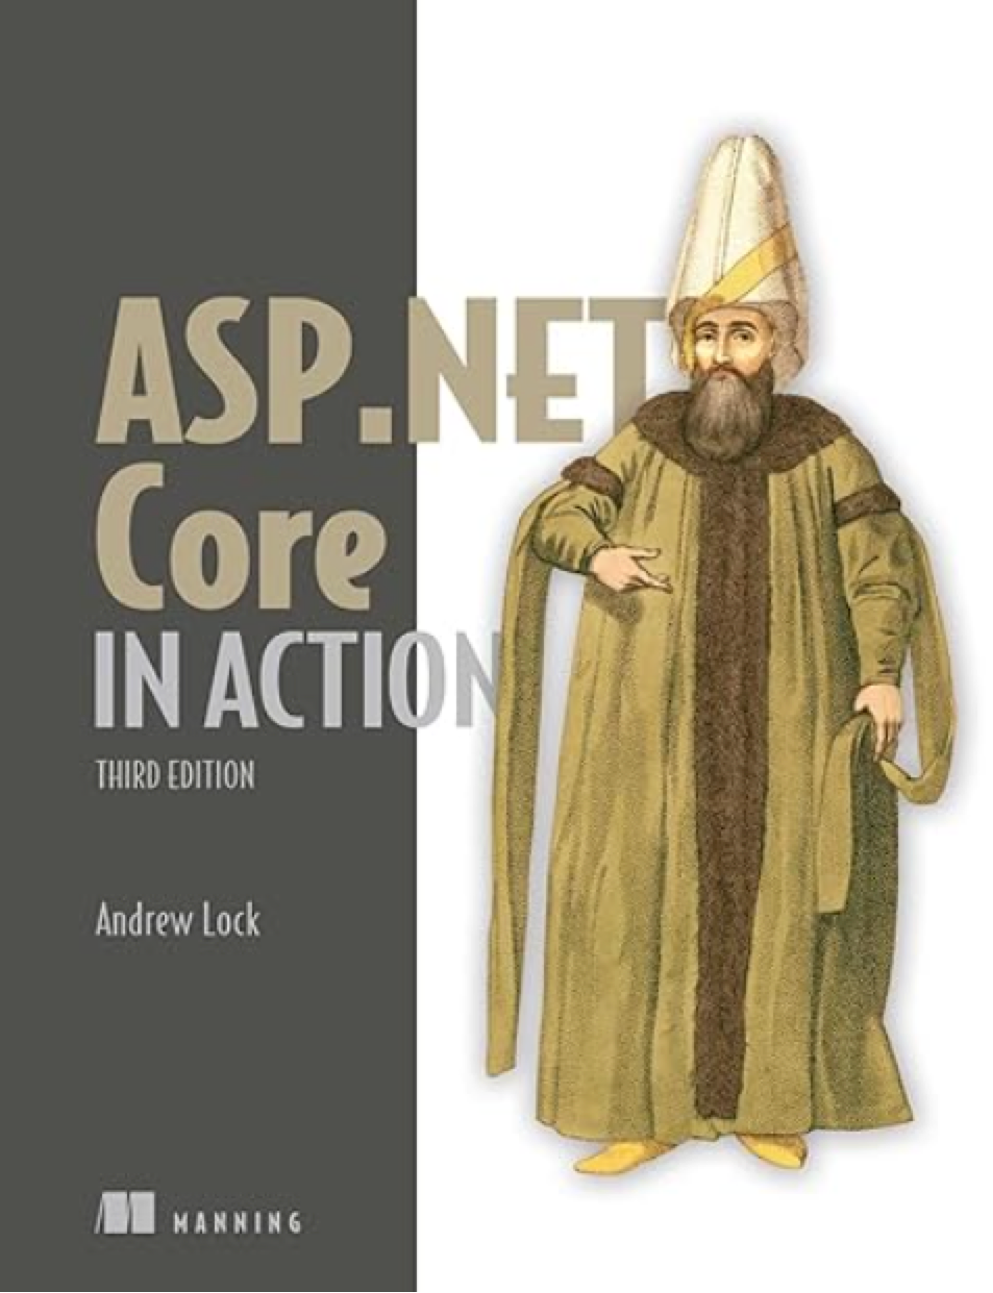 ASP.NET
Core
IN ACTION
THIRD EDITION
Andrew Lock
MANNING